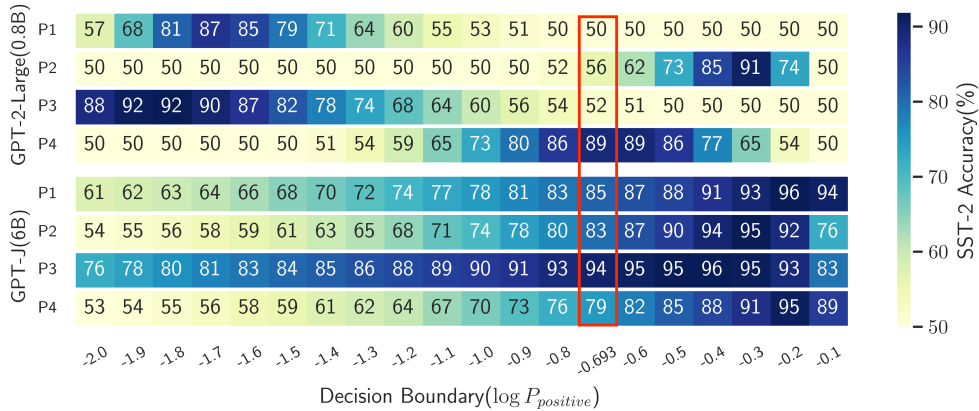 GPT-2-Large(0.8B)
P1 57 68 81 87 85 79 71 64 60 55 53 51 50 50 50 50 50 50 50 50
P2 50 50 50 50 50 50 50 50 50 50 50 50 52 56 62 73 85 91 74 50
P3 88 92 92 90 87 82 78 74 68 64 60 56 54 52 51 50 50 50 50 50
P4 50 50 50 50 50 50 51 54 59 65 73 80 86 89 89 86 77 65 54 50
GPT-J(6B)
P1 61 62 63 64 66 68 70 72 74 77 78 81 83 85 87 88 91 93 96 94
P2 54 55 56 58 59 61 63 65 68 71 74 78 80 83 87 90 94 95 92 76
P3 76 78 80 81 83 84 85 86 88 89 90 91 93 94 95 95 96 95 93 83
P4 53 54 55 56 58 59 61 62 64 67 70 73 76 79 82 85 88 91 95 89
-2.0 -1.9 -1.8 -1.7 -1.6 -1.5 -1.4 -1.3 -1.2 -1.1 -1.0 -0.9 -0.8 -0.693 -0.6 -0.5 -0.4 -0.3 -0.2 -0.1
Decision Boundary(log P_positive)
90
80
70
60
50
SST-2 Accuracy(%)